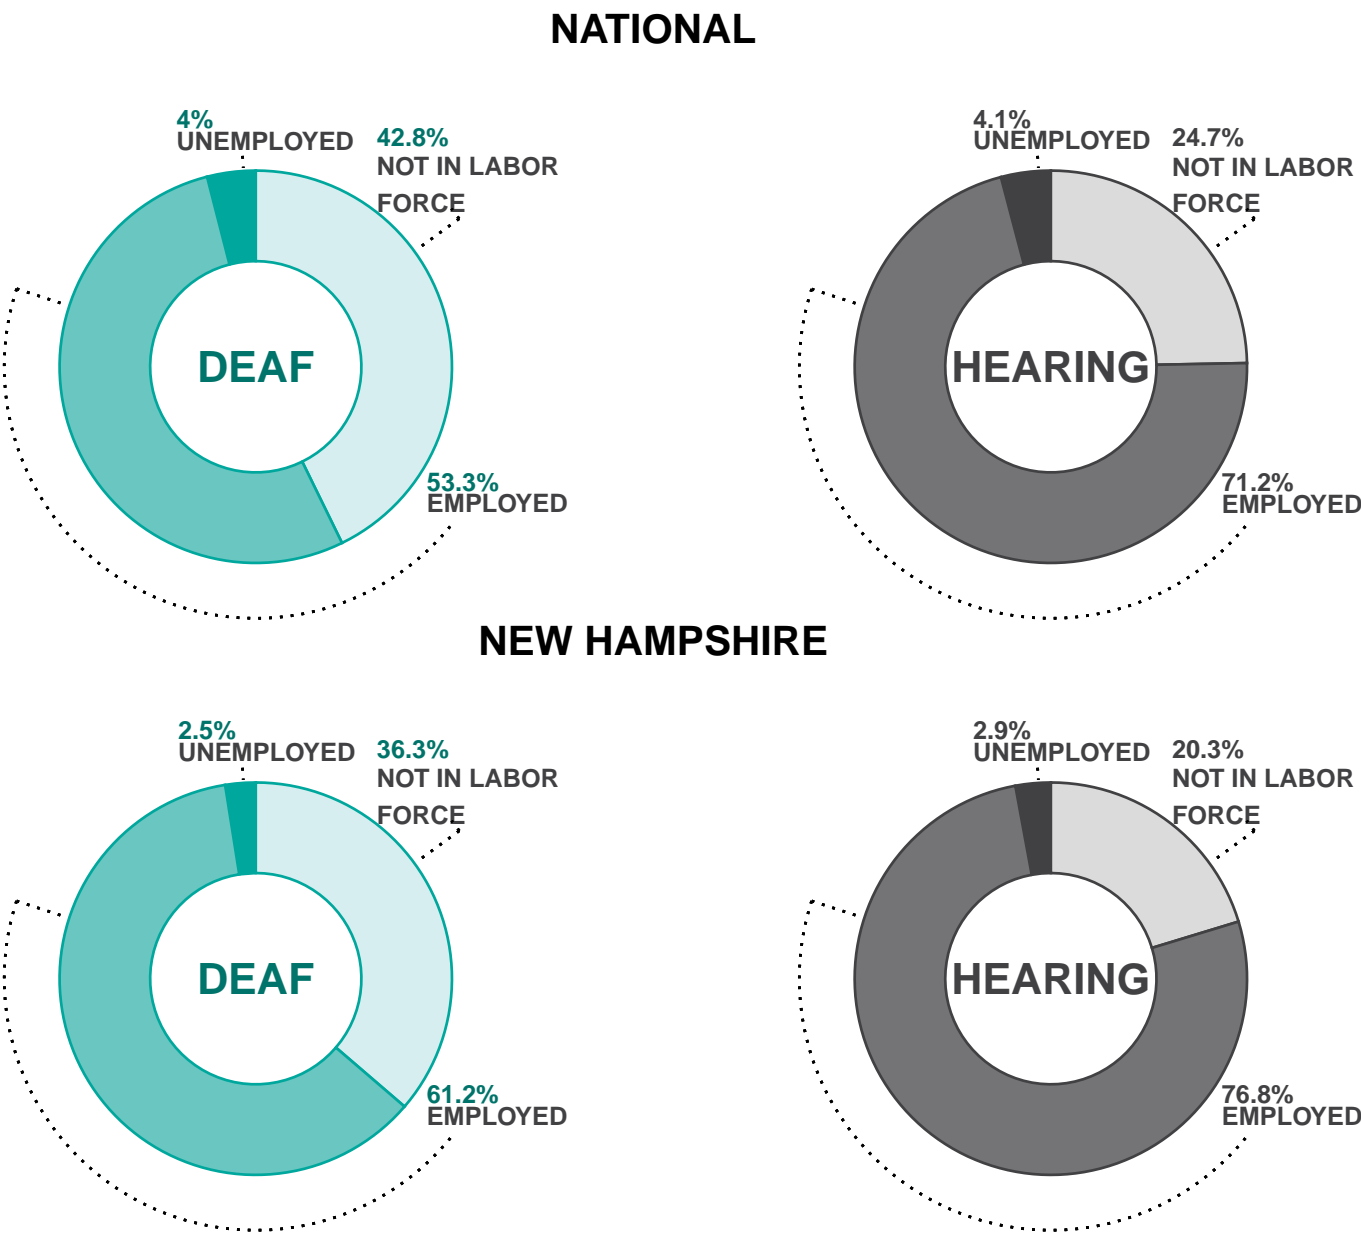 NATIONAL
4%
UNEMPLOYED
42.8%
NOT IN LABOR
FORCE
DEAF
53.3%
EMPLOYED
4.1%
UNEMPLOYED
24.7%
NOT IN LABOR
FORCE
HEARING
71.2%
EMPLOYED
NEW HAMPSHIRE
2.5%
UNEMPLOYED
36.3%
NOT IN LABOR
FORCE
DEAF
61.2%
EMPLOYED
2.9%
UNEMPLOYED
20.3%
NOT IN LABOR
FORCE
HEARING
76.8%
EMPLOYED